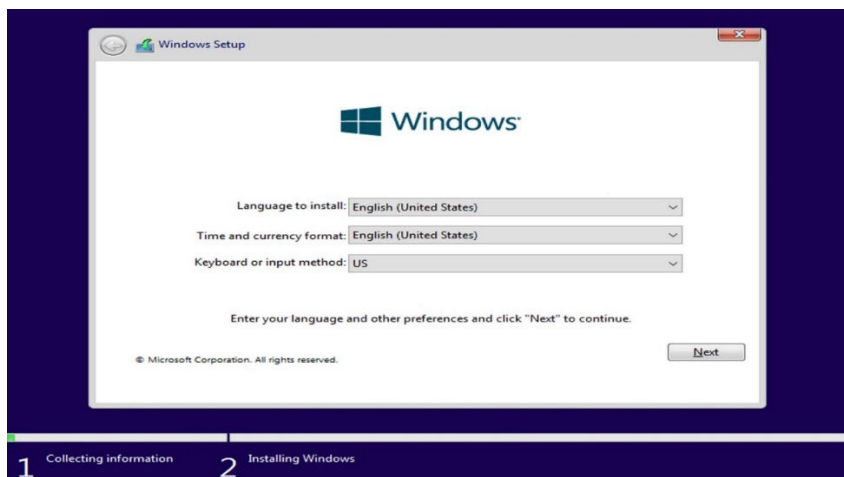 Windows Setup
Windows
Language to install: English (United States)
Time and currency format: English (United States)
Keyboard or input method: US
Enter your language and other preferences and click "Next" to continue.
© Microsoft Corporation. All rights reserved.
Next
1 Collecting information 2 Installing Windows